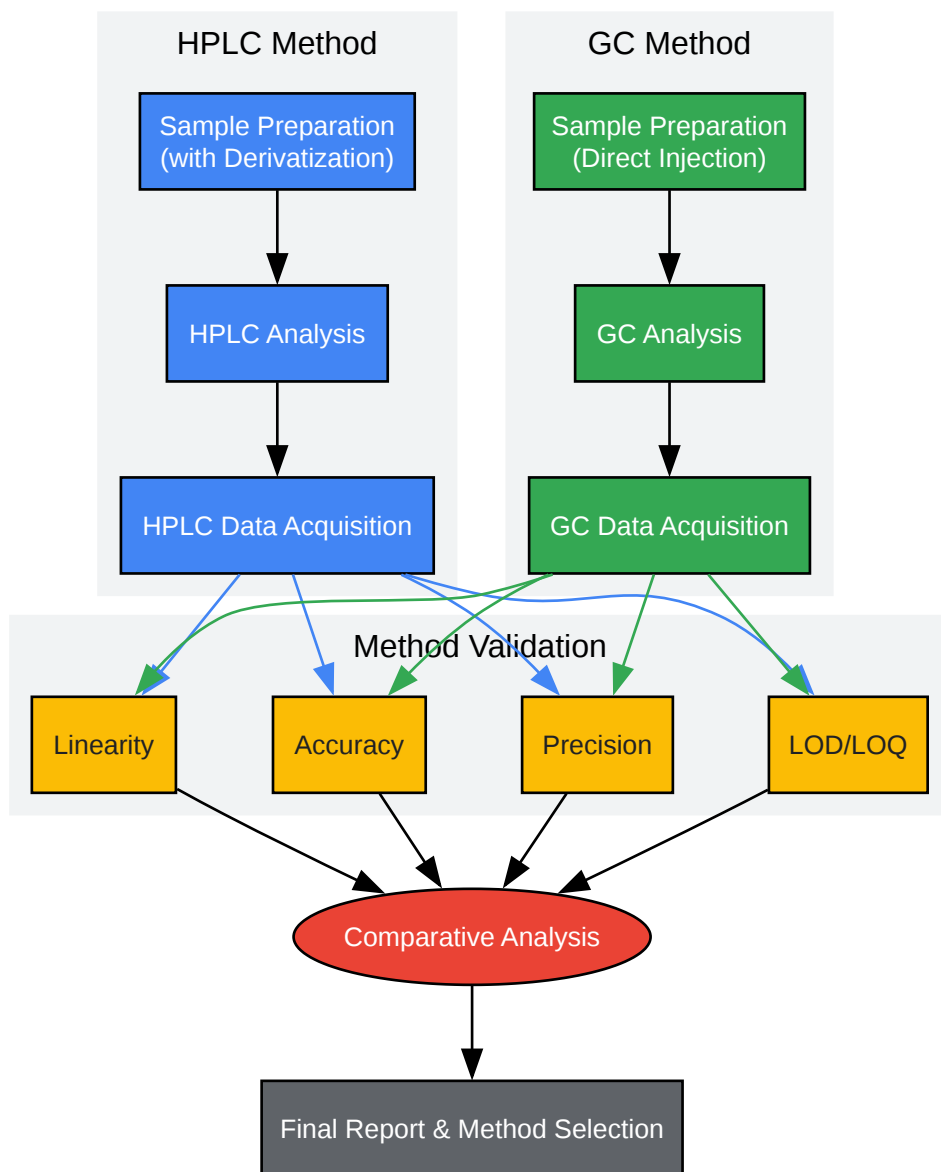 HPLC Method
GC Method
Sample Preparation
(with Derivatization)
Sample Preparation
(Direct Injection)
HPLC Analysis
GC Analysis
HPLC Data Acquisition
GC Data Acquisition
Method Validation
Linearity
Accuracy
Precision
LOD/LOQ
Comparative Analysis
Final Report & Method Selection